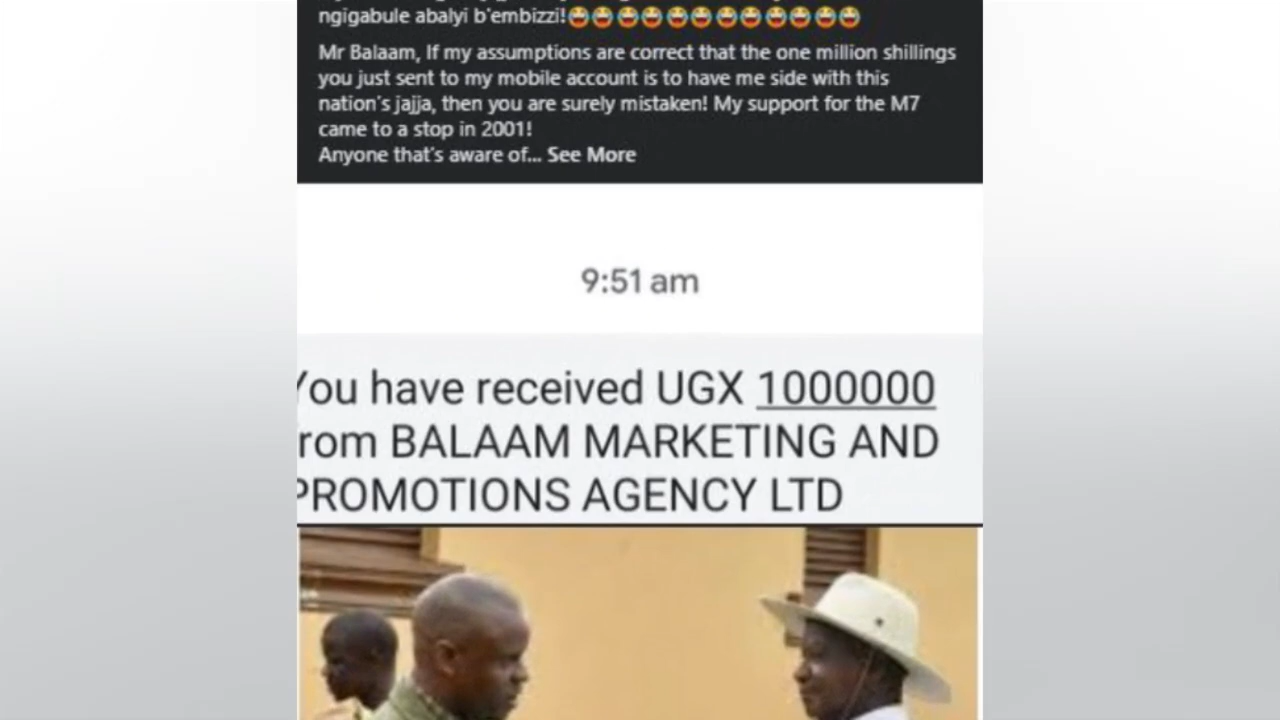 ngigabule abalyi b'embizzi!😂😂😂😂😂😂😂😂😂😂😂😂
Mr Balaam, If my assumptions are correct that the one million shillings
you just sent to my mobile account is to have me side with this
nation's jajja, then you are surely mistaken! My support for the M7
came to a stop in 2001!
Anyone that's aware of... See More
9:51 am
You have received UGX 1000000
from BALAAM MARKETING AND
PROMOTIONS AGENCY LTD